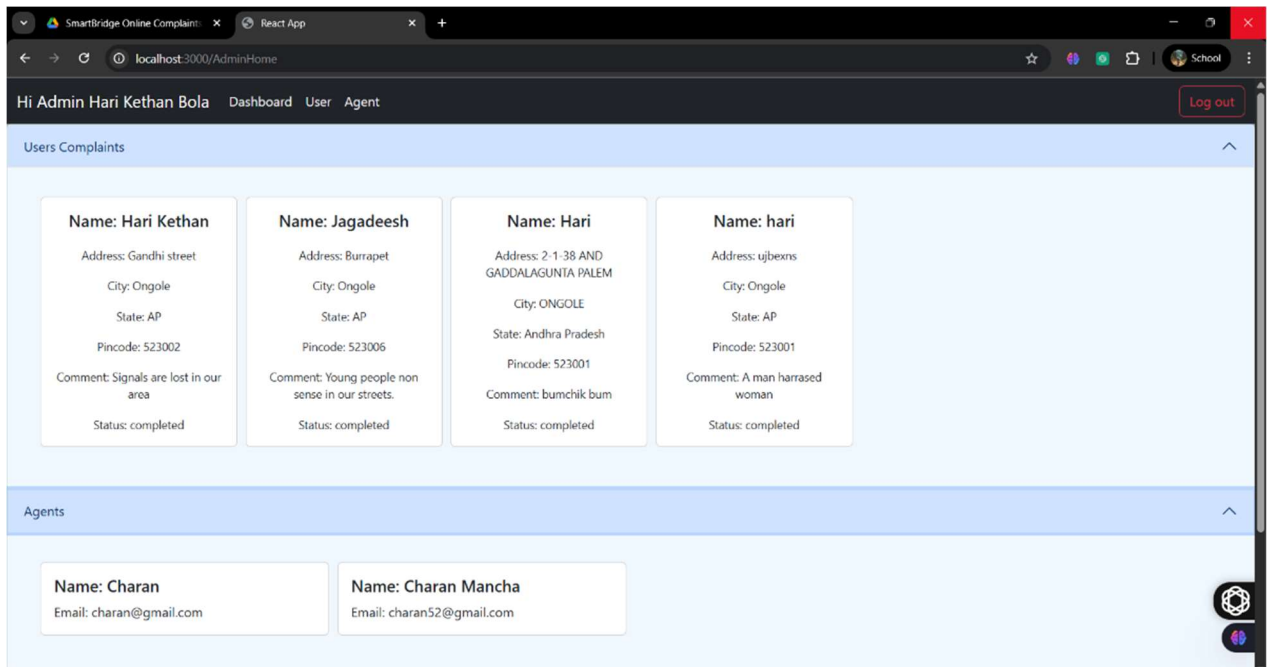 SmartBridge Online Complaints
React App
localhost:3000/AdminHome
School
Hi Admin Hari Kethan Bola
Dashboard User Agent
Log out
Users Complaints
Name: Hari Kethan
Address: Gandhi street
City: Ongole
State: AP
Pincode: 523002
Comment: Signals are lost in our
area
Status: completed
Name: Jagadeesh
Address: Burrapet
City: Ongole
State: AP
Pincode: 523006
Comment: Young people non
sense in our streets.
Status: completed
Name: Hari
Address: 2-1-38 AND
GADDALAGUNTA PALEM
City: ONGOLE
State: Andhra Pradesh
Pincode: 523001
Comment: bumchik bum
Status: completed
Name: hari
Address: ujbexns
City: Ongole
State: AP
Pincode: 523001
Comment: A man harrased
woman
Status: completed
Agents
Name: Charan
Email: charan@gmail.com
Name: Charan Mancha
Email: charan52@gmail.com